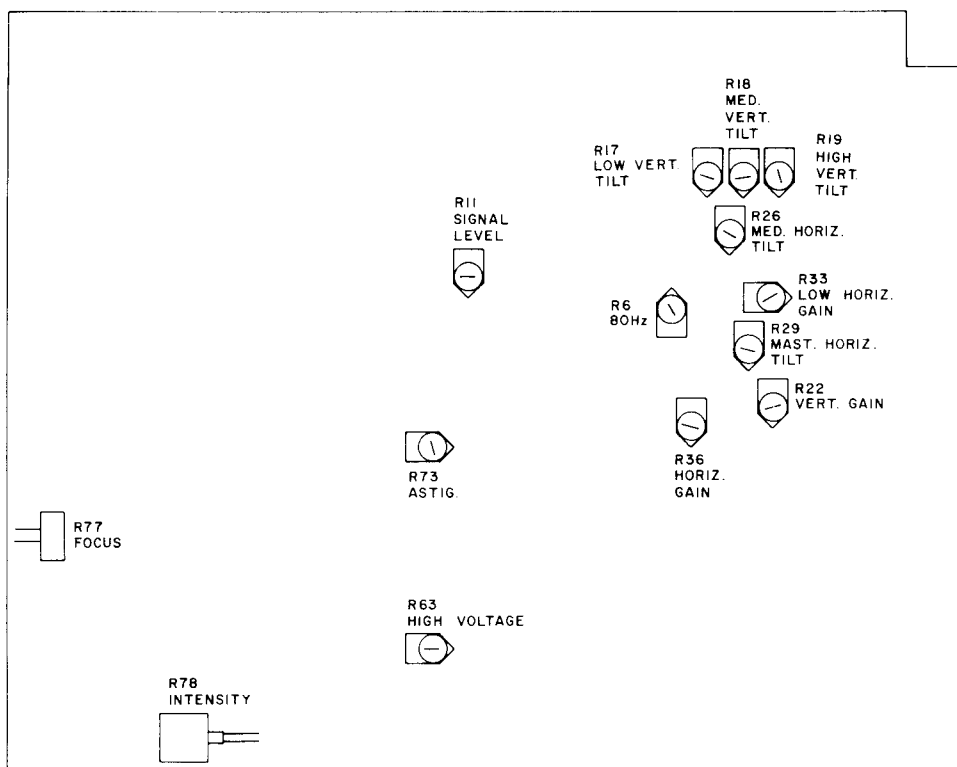 R18
MED.
VERT.
TILT
R17
LOW VERT.
TILT
R19
HIGH
VERT.
TILT
R11
SIGNAL
LEVEL
R26
MED. HORIZ.
TILT
R33
LOW HORIZ.
GAIN
R6
80Hz
R29
MAST. HORIZ.
TILT
R22
VERT. GAIN
R36
HORIZ.
GAIN
R73
ASTIG.
R77
FOCUS
R63
HIGH VOLTAGE
R78
INTENSITY